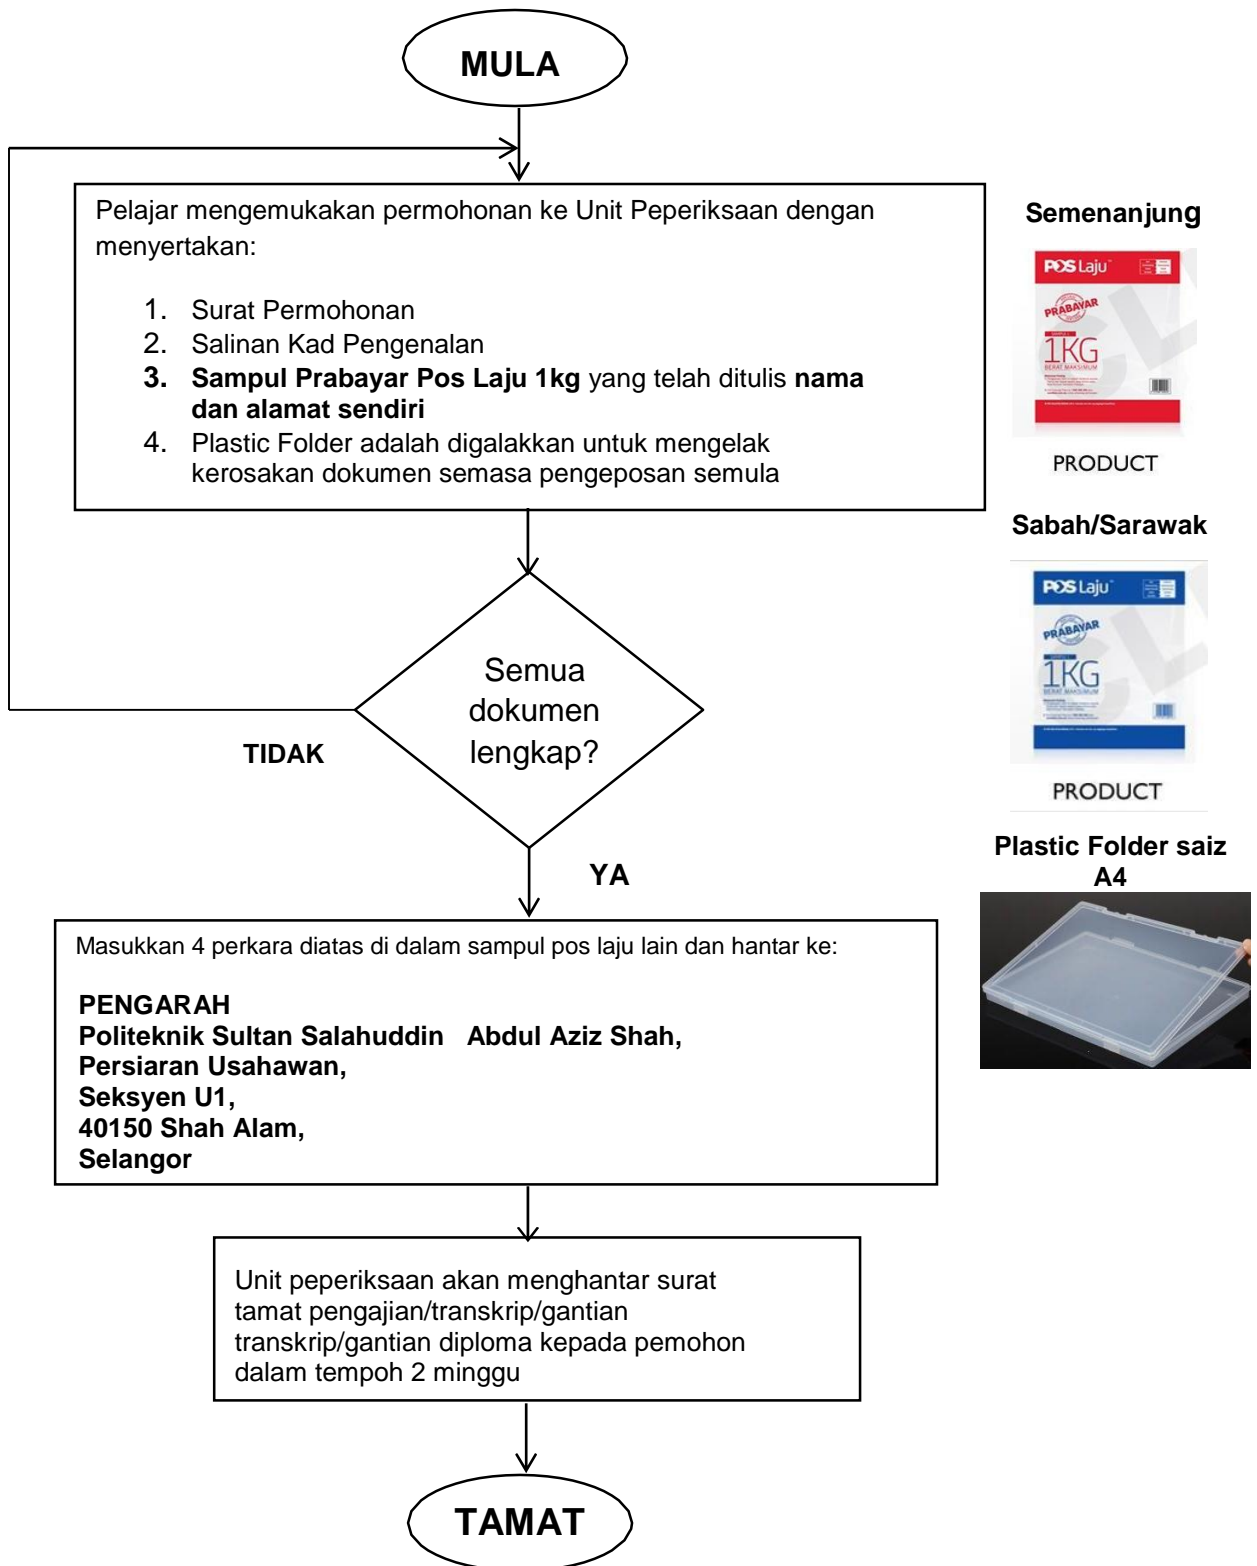 MULA
Pelajar mengemukakan permohonan ke Unit Peperiksaan dengan
menyertakan:
1. Surat Permohonan
2. Salinan Kad Pengenalan
3. Sampul Prabayar Pos Laju 1kg yang telah ditulis nama
dan alamat sendiri
4. Plastic Folder adalah digalakkan untuk mengelak
kerosakan dokumen semasa pengeposan semula
Semenanjung
POS Laju
PRABAYAR
1KG
BERAT MAKSIMUM
PRODUCT
Sabah/Sarawak
POS Laju
PRABAYAR
1KG
BERAT MAKSIMUM
PRODUCT
Semua
dokumen
lengkap?
TIDAK
YA
Plastic Folder saiz
A4
Masukkan 4 perkara diatas di dalam sampul pos laju lain dan hantar ke:
PENGARAH
Politeknik Sultan Salahuddin Abdul Aziz Shah,
Persiaran Usahawan,
Seksyen U1,
40150 Shah Alam,
Selangor
Unit peperiksaan akan menghantar surat
tamat pengajian/transkrip/gantian
transkrip/gantian diploma kepada pemohon
dalam tempoh 2 minggu
TAMAT